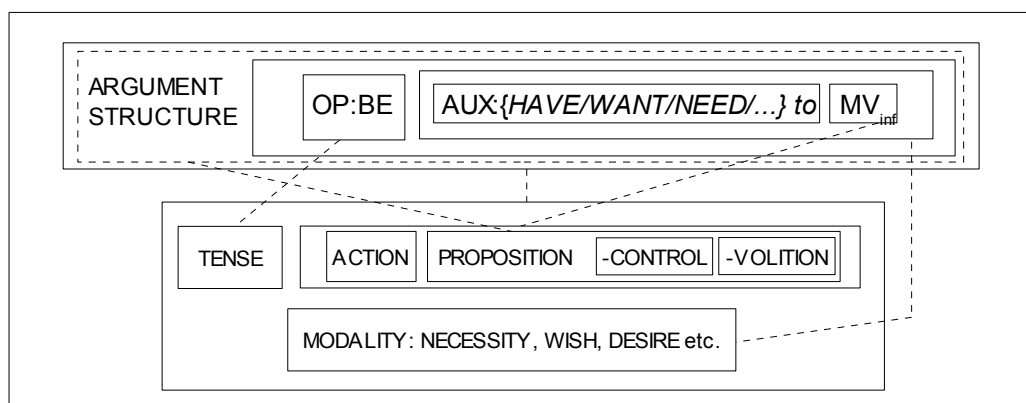 ARGUMENT
STRUCTURE
OP:BE
AUX:{HAVE/WANT/NEED/...} to
MVinf
TENSE
ACTION
PROPOSITION
-CONTROL
-VOLITION
MODALITY: NECESSITY, WISH, DESIRE etc.